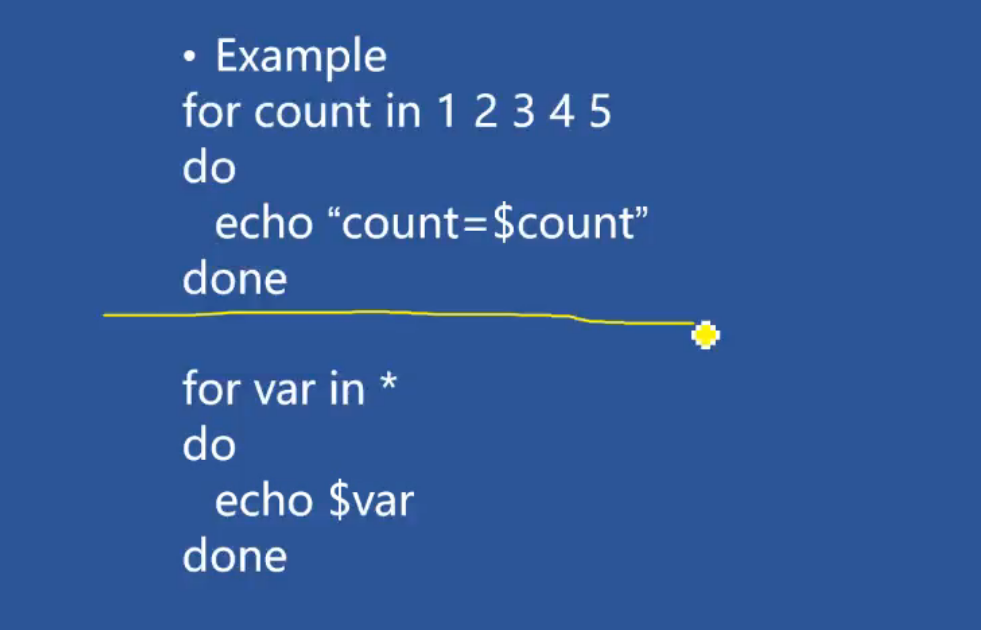 • Example
for count in 1 2 3 4 5
do
echo “count=$count”
done
for var in *
do
echo $var
done